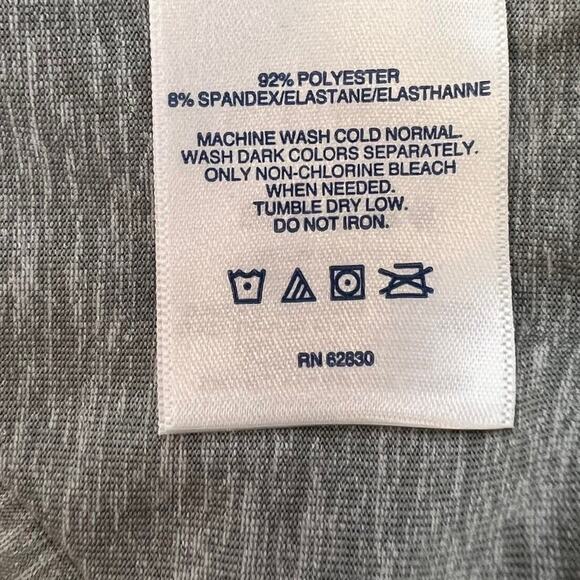 92% POLYESTER
8% SPANDEX/ELASTANE/ELASTHANNE
MACHINE WASH COLD NORMAL.
WASH DARK COLORS SEPARATELY.
ONLY NON-CHLORINE BLEACH
WHEN NEEDED.
TUMBLE DRY LOW.
DO NOT IRON.
RN 62830